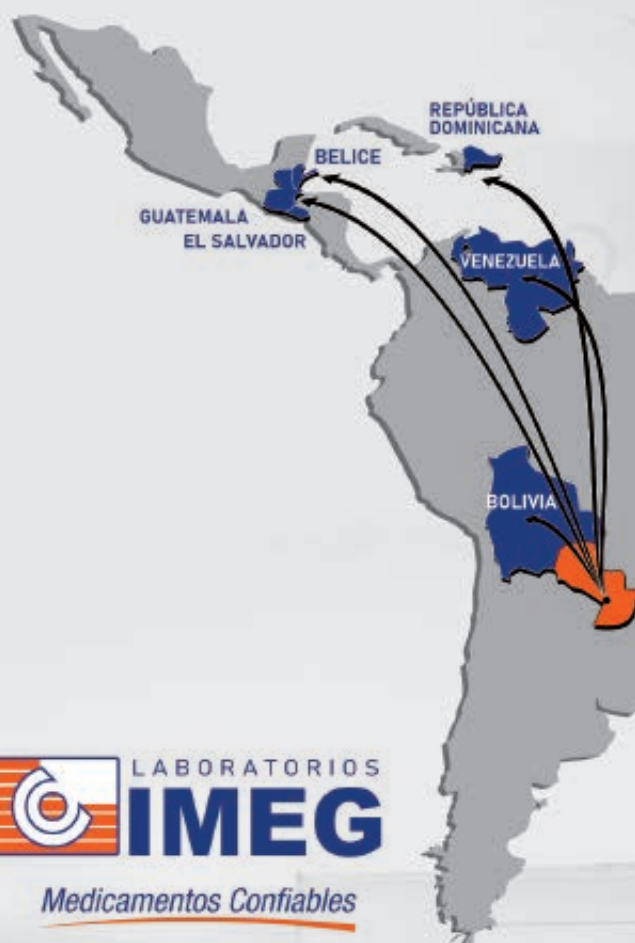 REPÚBLICA
DOMINICANA
BELICE
GUATEMALA
EL SALVADOR
VENEZUELA
BOLIVIA
LABORATORIOS
IMEG
Medicamentos Confiables